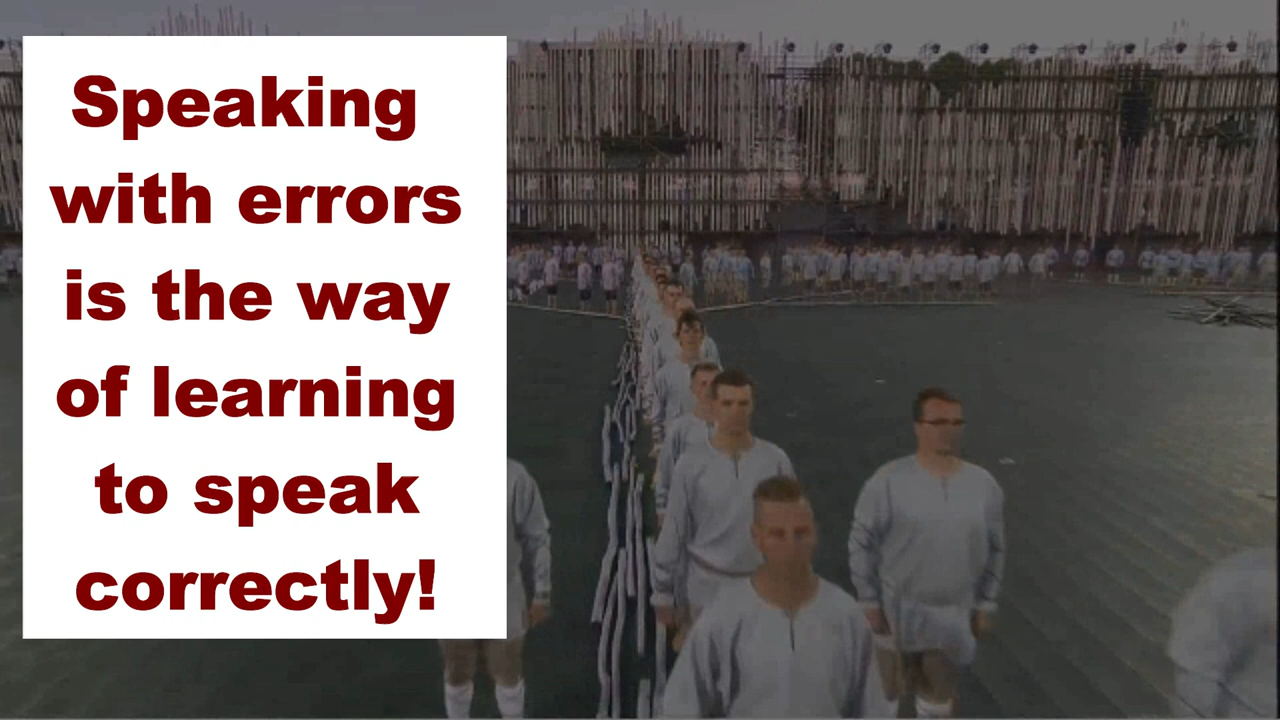 Speaking
with errors
is the way
of learning
to speak
correctly!